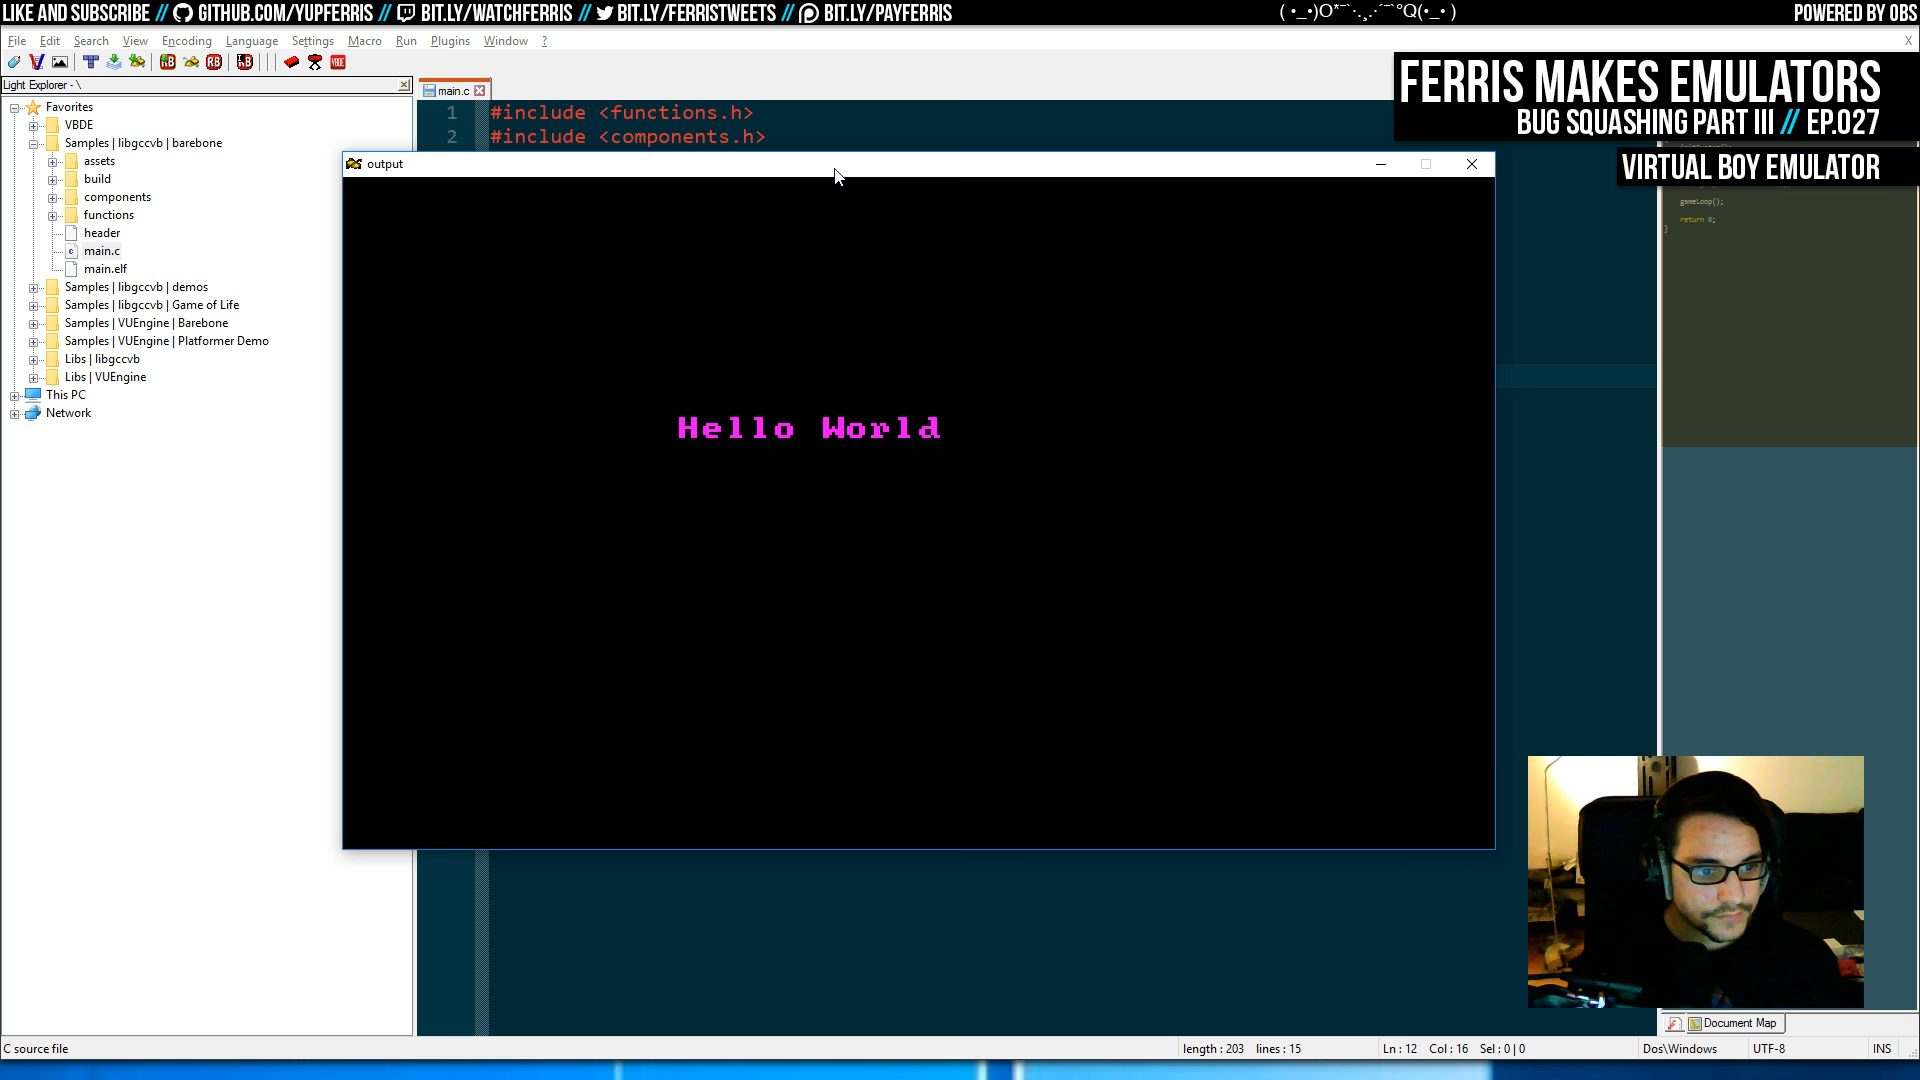 LIKE AND SUBSCRIBE // GITHUB.COM/YUPFERRIS // BIT.LY/WATCHFERRIS // BIT.LY/FERRISTWEETS // BIT.LY/PAYFERRIS
POWERED BY OBS
File Edit Search View Encoding Language Settings Macro Run Plugins Window ?
X
FERRIS MAKES EMULATORS
BUG SQUASHING PART III // EP.027
VIRTUAL BOY EMULATOR
Light Explorer - \
Favorites
VBDE
Samples | libgccvb | barebone
assets
build
components
functions
header
main.c
main.elf
Samples | libgccvb | demos
Samples | libgccvb | Game of Life
Samples | VUEngine | Barebone
Samples | VUEngine | Platformer Demo
Libs | libgccvb
Libs | VUEngine
This PC
Network
main.c
1 #include <functions.h>
2 #include <components.h>
output
Hello World
gameLoop();
return 0;
}
Document Map
C source file
length : 203 lines : 15
Ln : 12 Col : 16 Sel : 0 | 0
Dos\Windows
UTF-8
INS